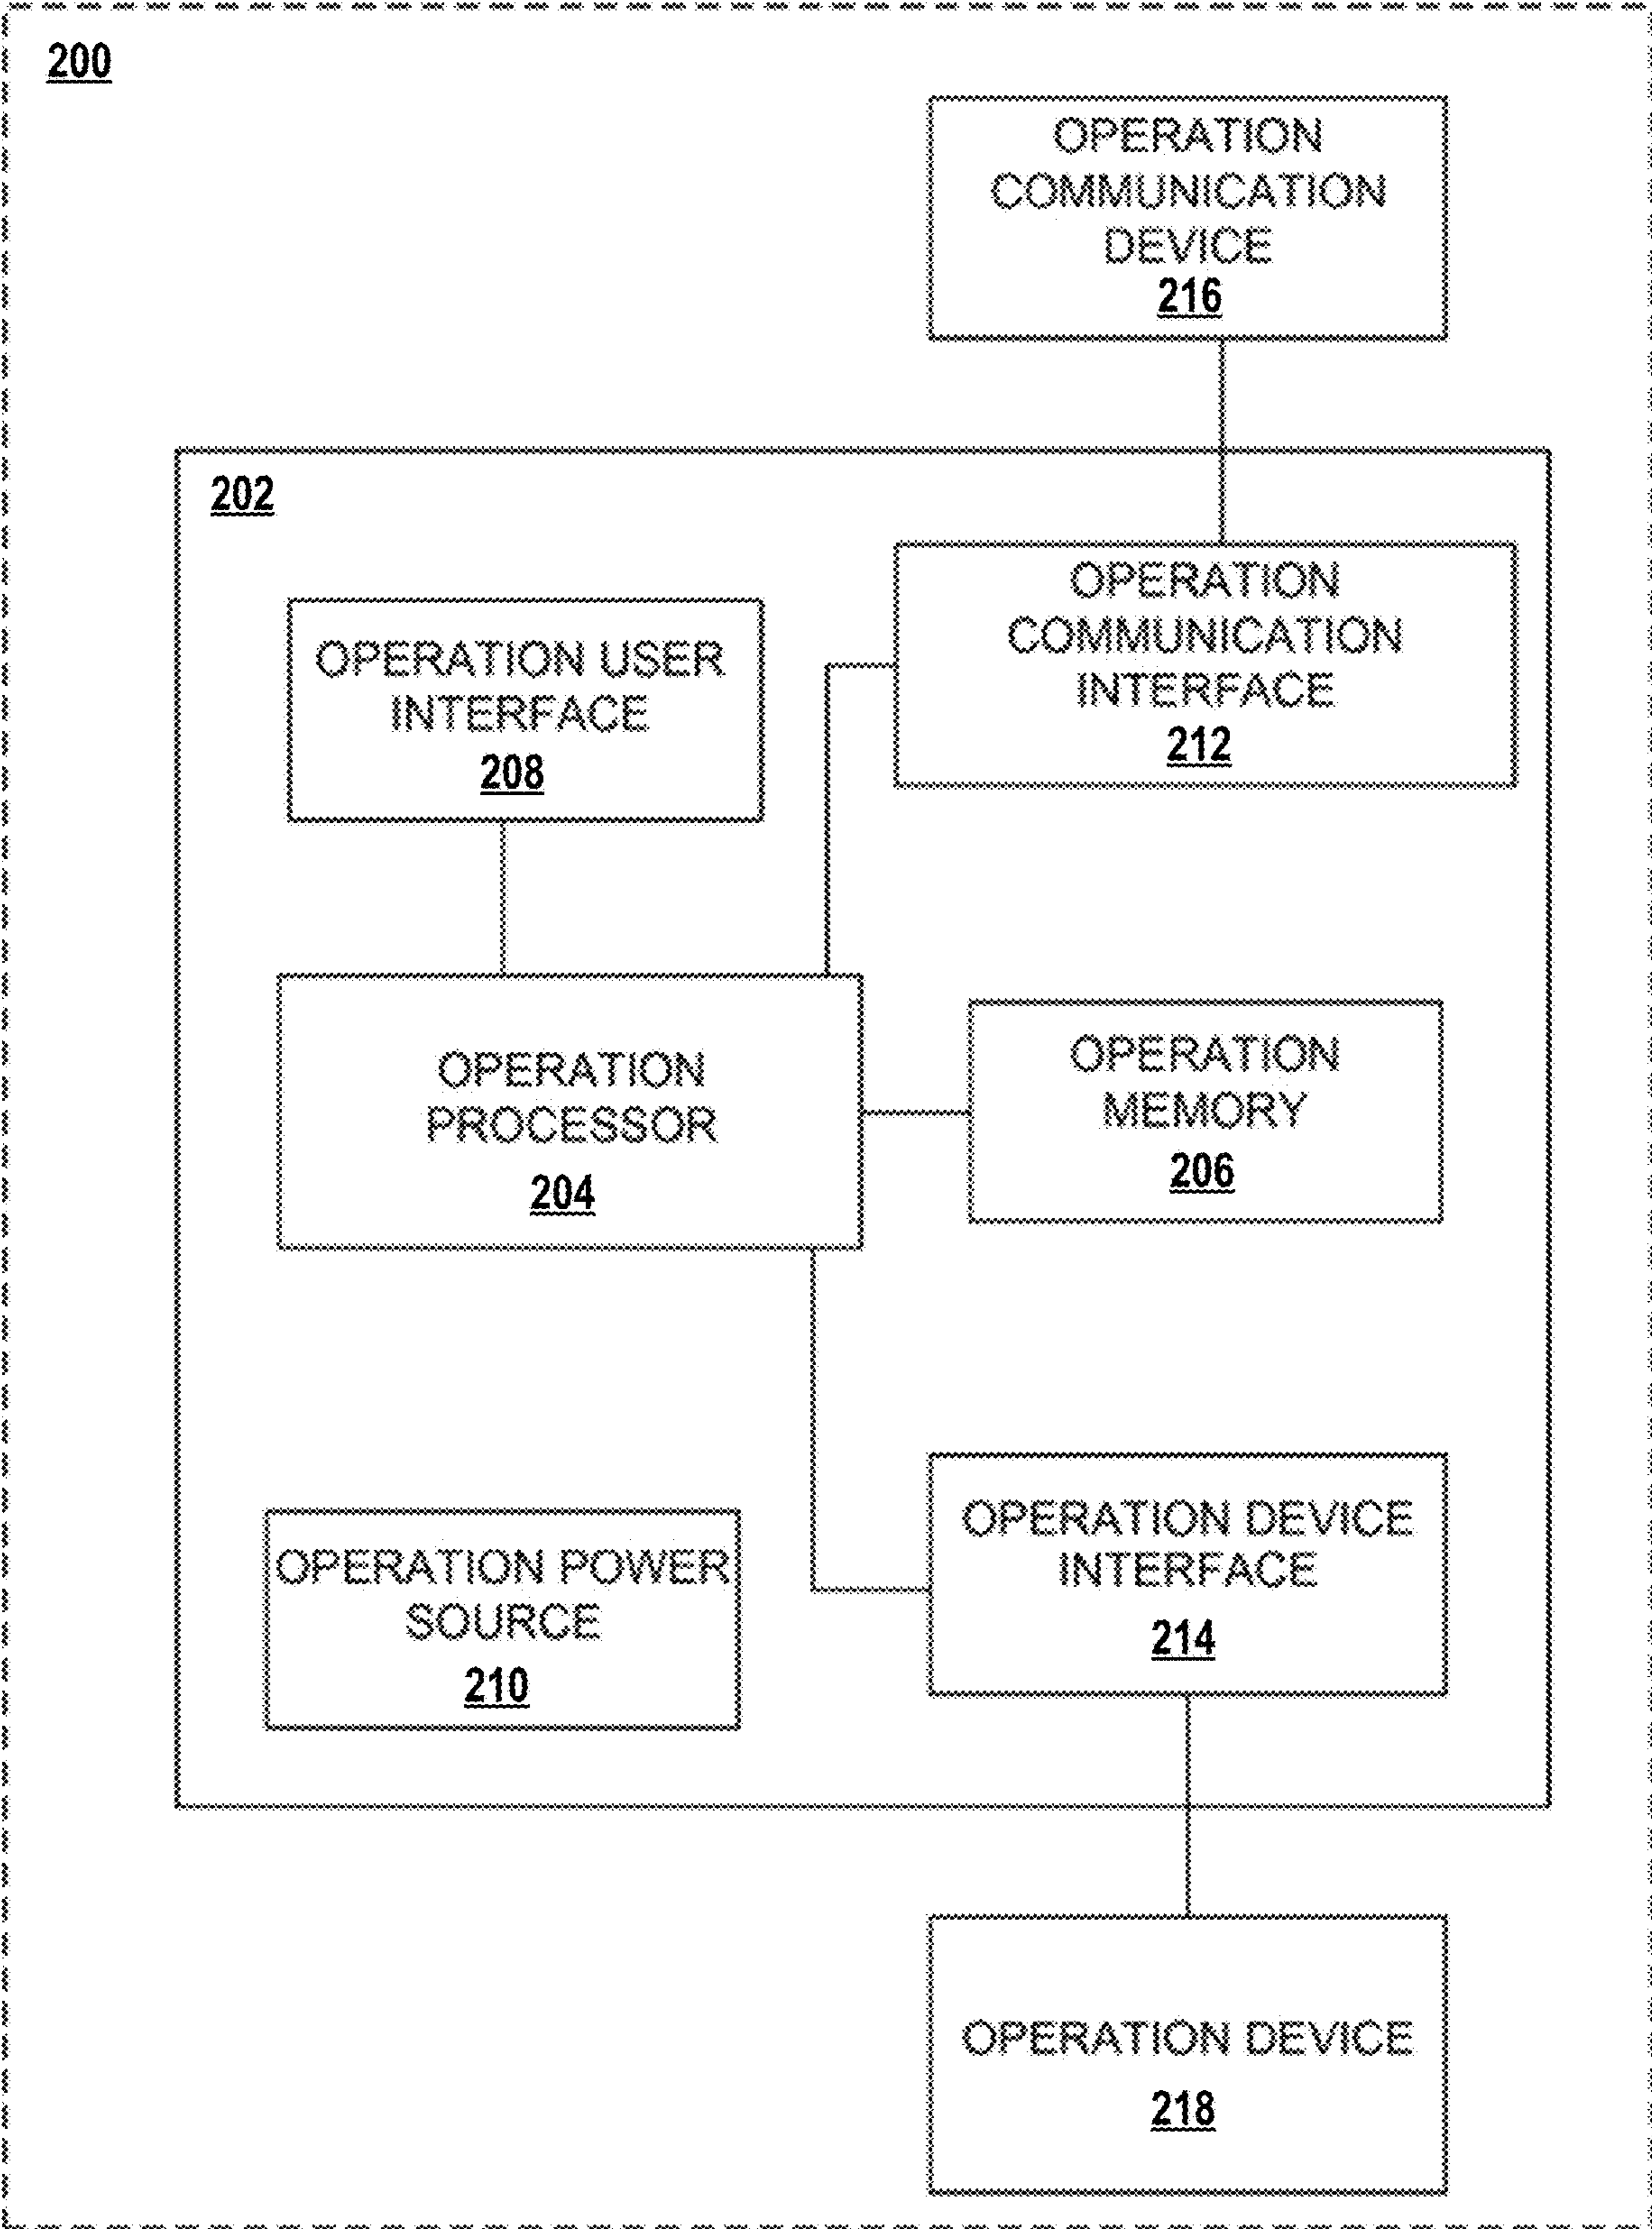 200
OPERATION
COMMUNICATION
DEVICE
216
202
OPERATION
COMMUNICATION
INTERFACE
212
OPERATION USER
INTERFACE
208
OPERATION
PROCESSOR
204
OPERATION
MEMORY
206
OPERATION DEVICE
INTERFACE
214
OPERATION POWER
SOURCE
210
OPERATION DEVICE
218